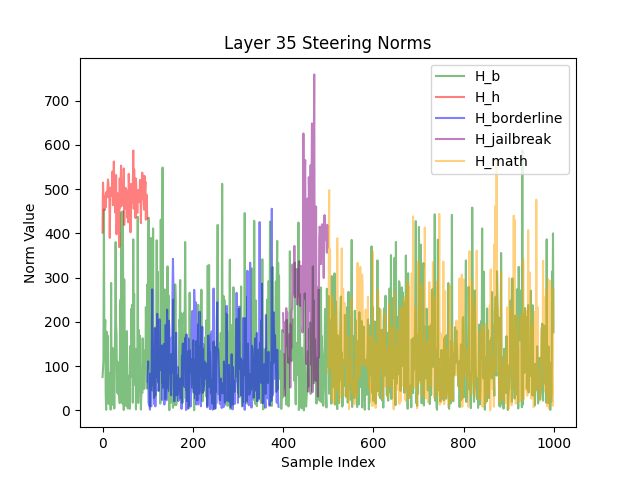 Layer 35 Steering Norms
Norm Value
700
600
500
400
300
200
100
0
0
200
400
600
800
1000
Sample Index
H_b
H_h
H_borderline
H_jailbreak
H_math